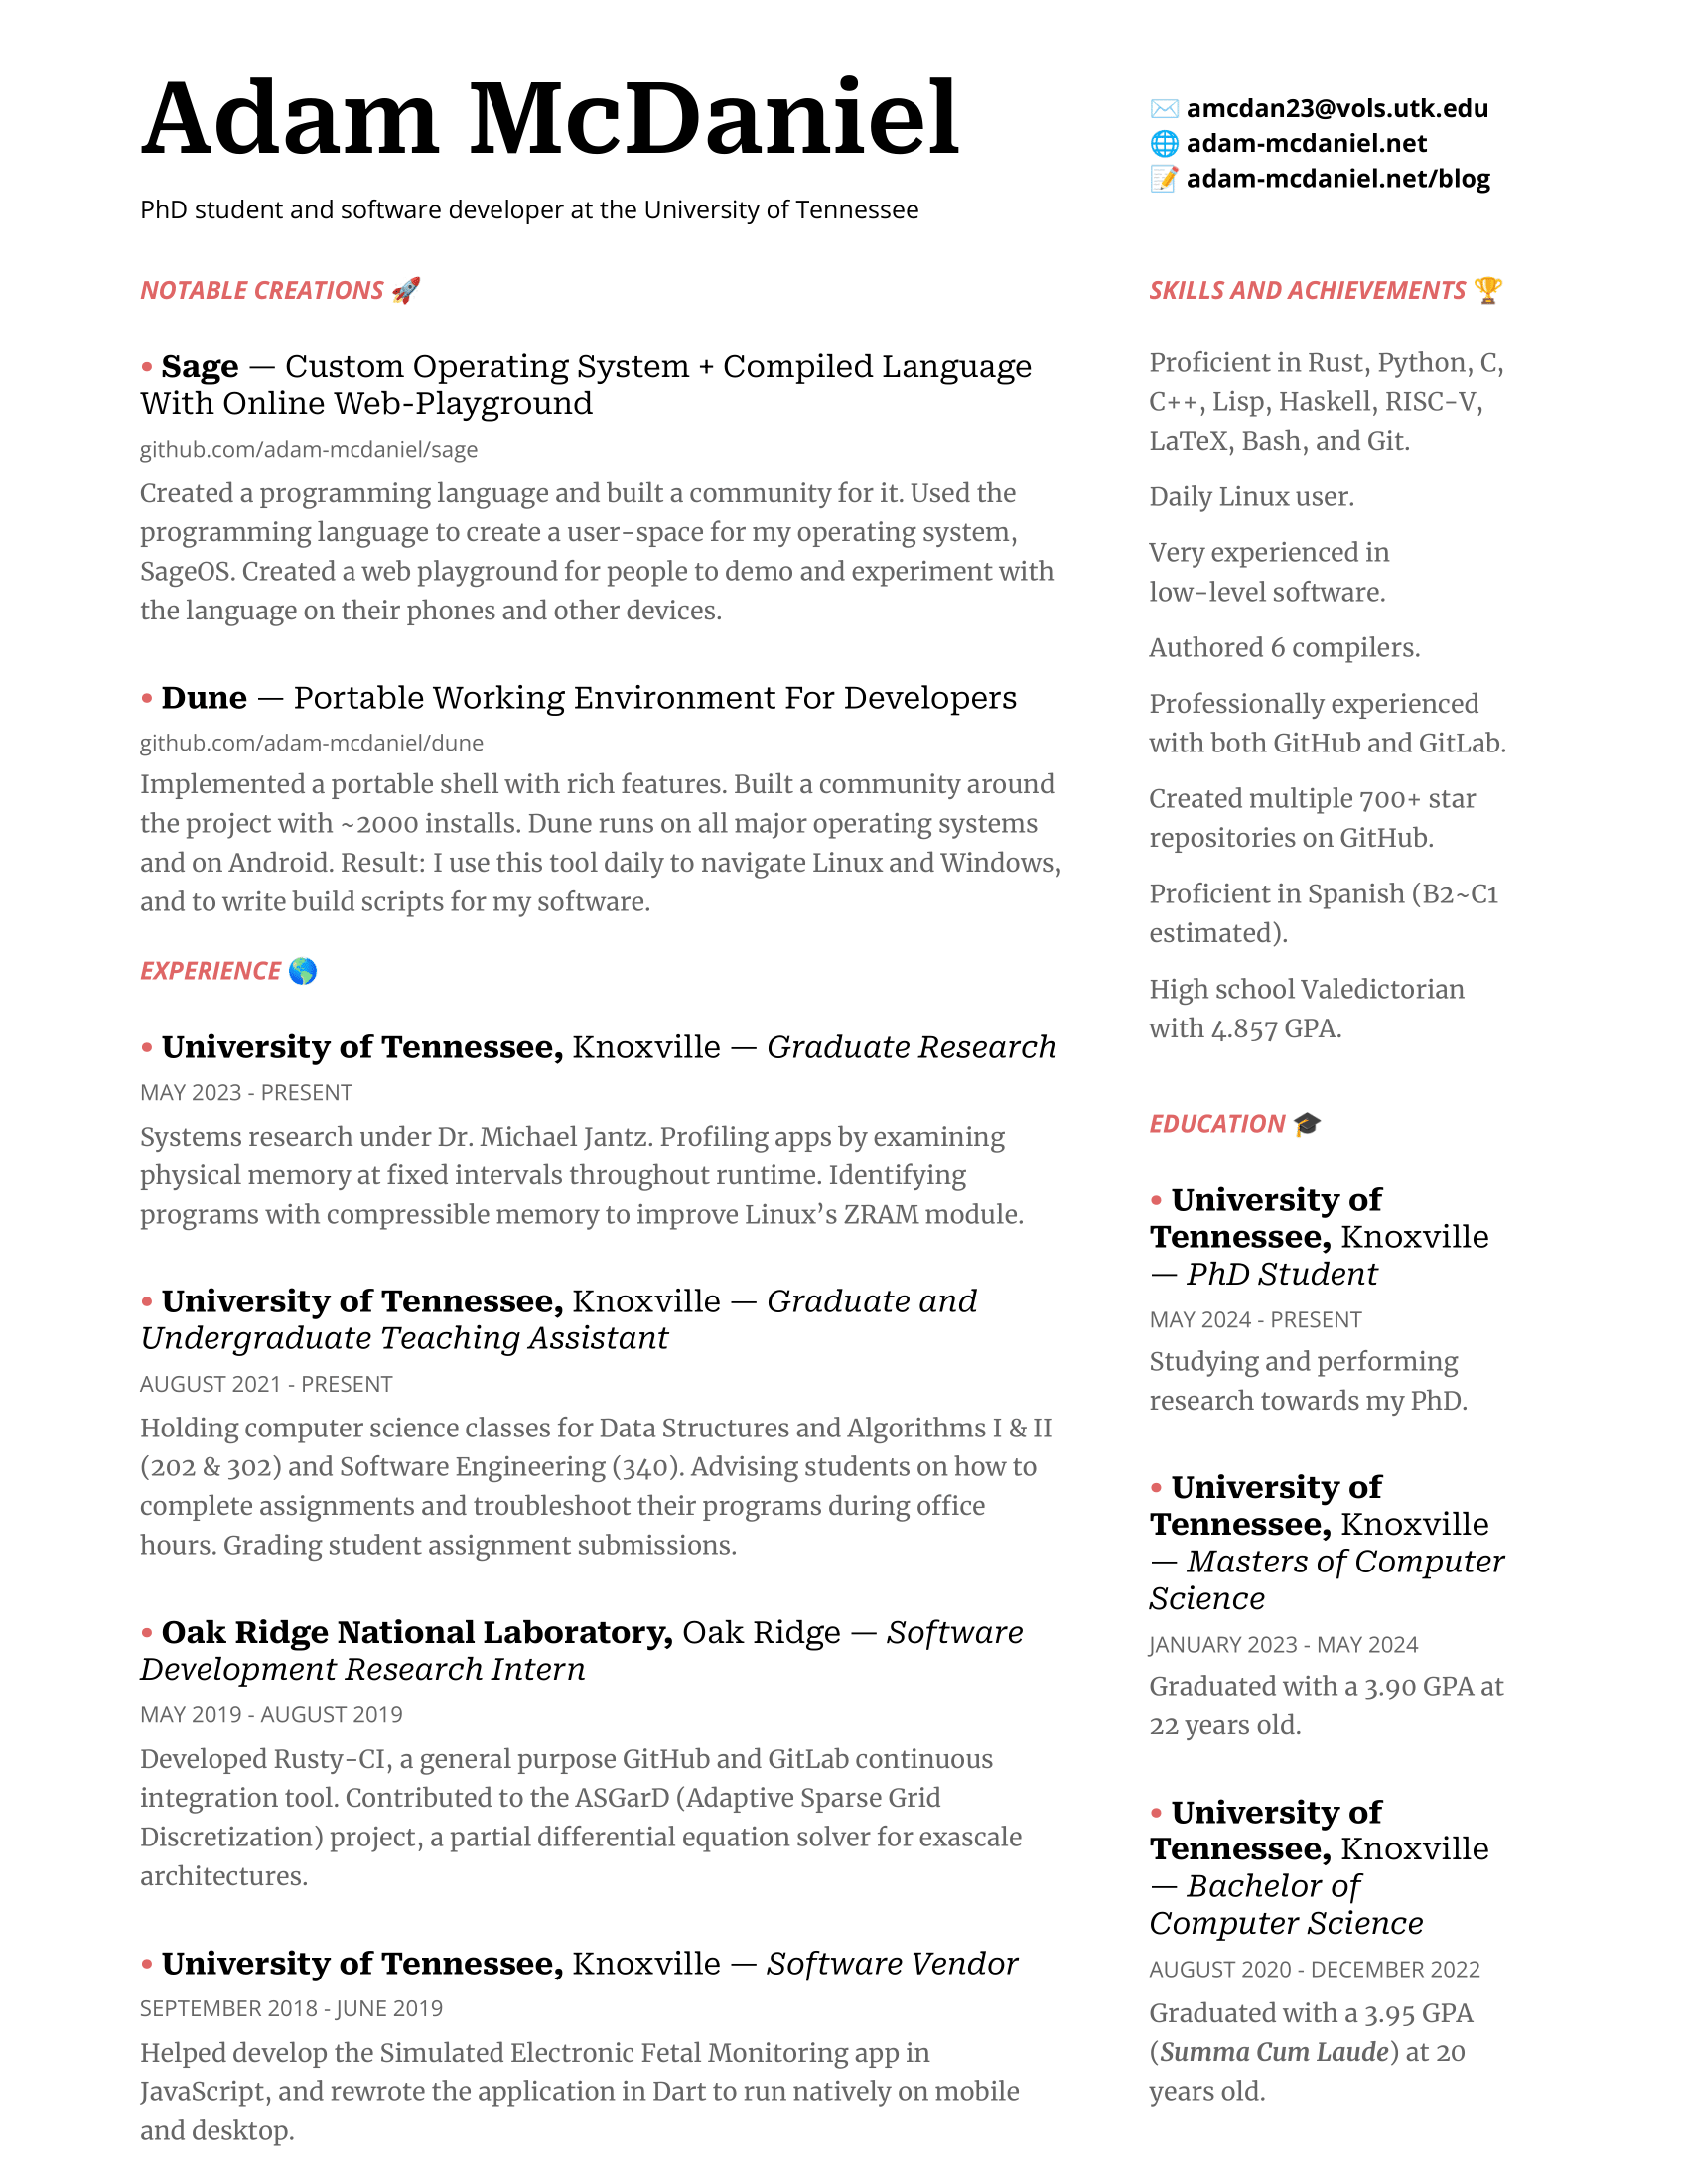 Adam McDaniel
PhD student and software developer at the University of Tennessee
✉️ amcdan23@vols.utk.edu
🌐 adam-mcdaniel.net
📝 adam-mcdaniel.net/blog
NOTABLE CREATIONS 🚀
• Sage — Custom Operating System + Compiled Language
With Online Web-Playground
github.com/adam-mcdaniel/sage
Created a programming language and built a community for it. Used the
programming language to create a user-space for my operating system,
SageOS. Created a web playground for people to demo and experiment with
the language on their phones and other devices.
• Dune — Portable Working Environment For Developers
github.com/adam-mcdaniel/dune
Implemented a portable shell with rich features. Built a community around
the project with ~2000 installs. Dune runs on all major operating systems
and on Android. Result: I use this tool daily to navigate Linux and Windows,
and to write build scripts for my software.
EXPERIENCE 🌎
• University of Tennessee, Knoxville — Graduate Research
MAY 2023 - PRESENT
Systems research under Dr. Michael Jantz. Profiling apps by examining
physical memory at fixed intervals throughout runtime. Identifying
programs with compressible memory to improve Linux’s ZRAM module.
• University of Tennessee, Knoxville — Graduate and
Undergraduate Teaching Assistant
AUGUST 2021 - PRESENT
Holding computer science classes for Data Structures and Algorithms I & II
(202 & 302) and Software Engineering (340). Advising students on how to
complete assignments and troubleshoot their programs during office
hours. Grading student assignment submissions.
• Oak Ridge National Laboratory, Oak Ridge — Software
Development Research Intern
MAY 2019 - AUGUST 2019
Developed Rusty-CI, a general purpose GitHub and GitLab continuous
integration tool. Contributed to the ASGarD (Adaptive Sparse Grid
Discretization) project, a partial differential equation solver for exascale
architectures.
• University of Tennessee, Knoxville — Software Vendor
SEPTEMBER 2018 - JUNE 2019
Helped develop the Simulated Electronic Fetal Monitoring app in
JavaScript, and rewrote the application in Dart to run natively on mobile
and desktop.
SKILLS AND ACHIEVEMENTS 🏆
Proficient in Rust, Python, C,
C++, Lisp, Haskell, RISC-V,
LaTeX, Bash, and Git.
Daily Linux user.
Very experienced in
low-level software.
Authored 6 compilers.
Professionally experienced
with both GitHub and GitLab.
Created multiple 700+ star
repositories on GitHub.
Proficient in Spanish (B2~C1
estimated).
High school Valedictorian
with 4.857 GPA.
EDUCATION 🎓
• University of
Tennessee, Knoxville
— PhD Student
MAY 2024 - PRESENT
Studying and performing
research towards my PhD.
• University of
Tennessee, Knoxville
— Masters of Computer
Science
JANUARY 2023 - MAY 2024
Graduated with a 3.90 GPA at
22 years old.
• University of
Tennessee, Knoxville
— Bachelor of
Computer Science
AUGUST 2020 - DECEMBER 2022
Graduated with a 3.95 GPA
(Summa Cum Laude) at 20
years old.